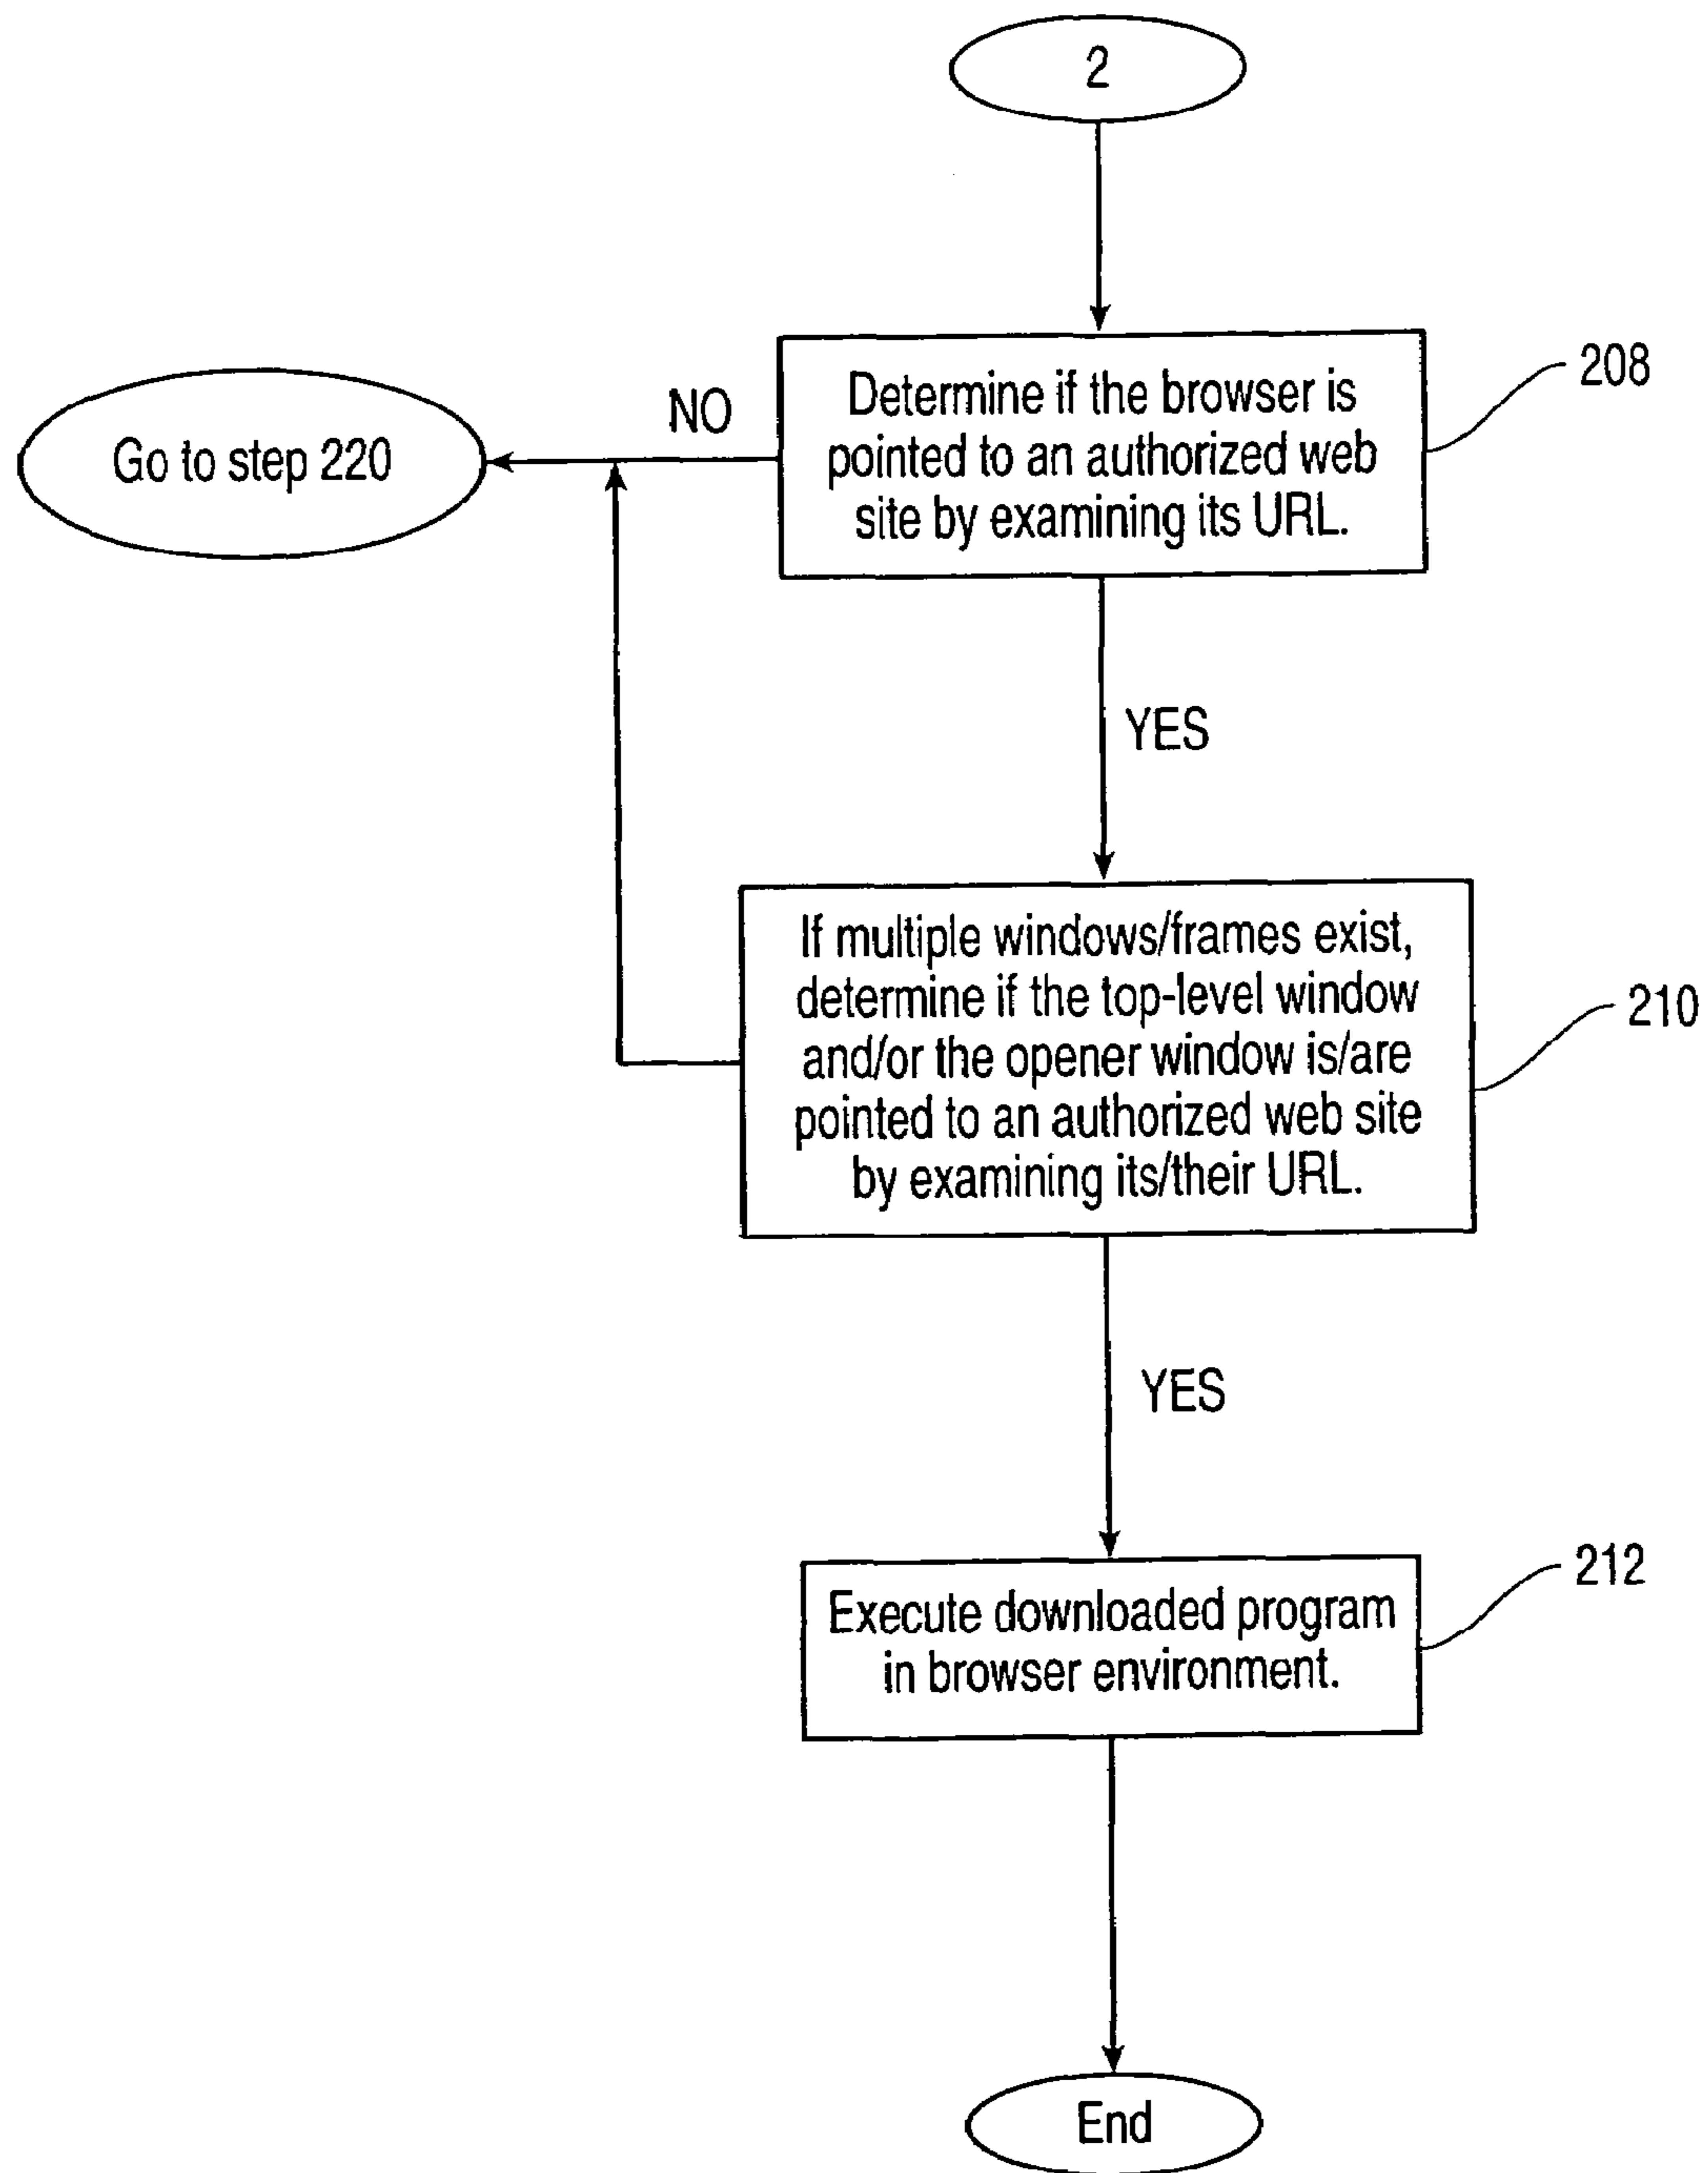 2
Determine if the browser is
pointed to an authorized web
site by examining its URL.
208
NO
Go to step 220
YES
If multiple windows/frames exist,
determine if the top-level window
and/or the opener window is/are
pointed to an authorized web site
by examining its/their URL.
210
YES
Execute downloaded program
in browser environment.
212
End